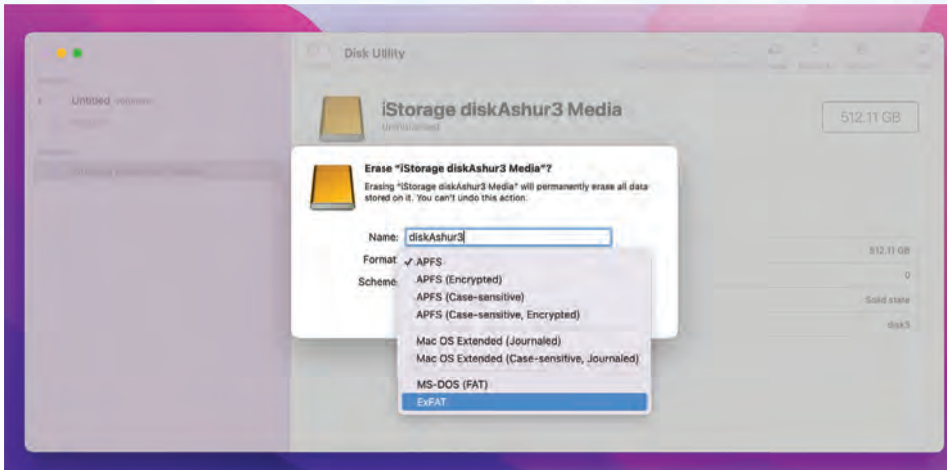 Disk Utility
Untitled
iStorage diskAshur3 Media
Uninitialised
512.11 GB
Erase “iStorage diskAshur3 Media”?
Erasing “iStorage diskAshur3 Media” will permanently erase all data
stored on it. You can't undo this action.
Name: diskAshur3
Format ✓ APFS
Scheme
APFS (Encrypted)
APFS (Case-sensitive)
APFS (Case-sensitive, Encrypted)
Mac OS Extended (Journaled)
Mac OS Extended (Case-sensitive, Journaled)
MS-DOS (FAT)
ExFAT
512.11 GB
0
Solid state
disk5